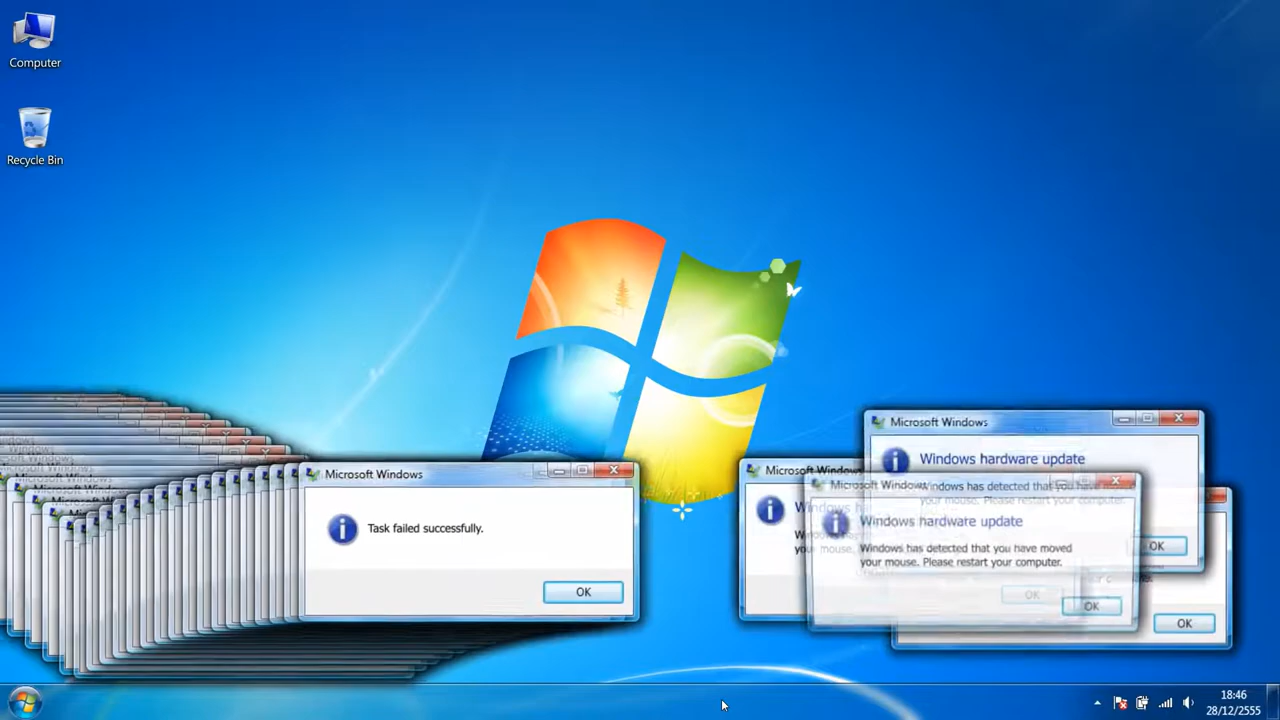 Computer
Recycle Bin
Microsoft Windows
Task failed successfully.
OK
Microsoft Windows
Windows hardware update
Windows has detected that you have
your mouse. Please restart your computer.
OK
Microsoft Windows
Microsoft Windows
Windows hardware update
Windows has detected that you have moved
your mouse. Please restart your computer.
OK
OK
OK
18:46
28/12/2555